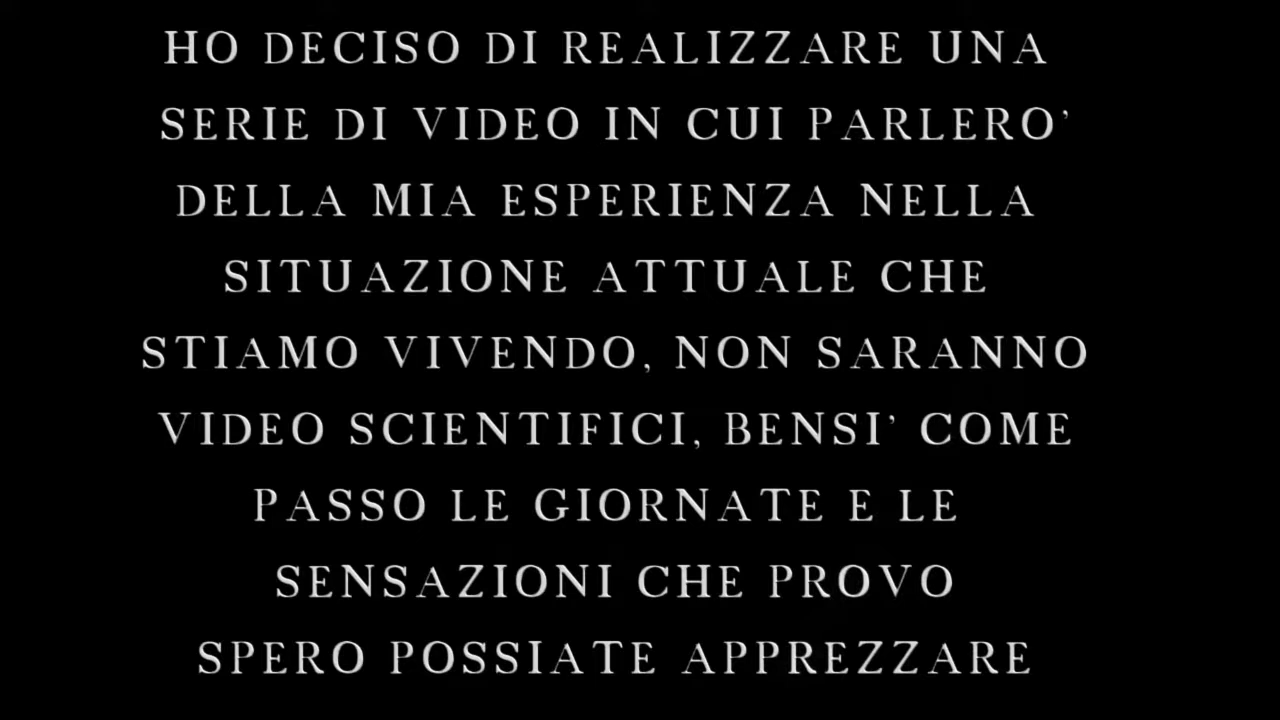 HO DECISO DI REALIZZARE UNA
SERIE DI VIDEO IN CUI PARLERO’
DELLA MIA ESPERIENZA NELLA
SITUAZIONE ATTUALE CHE
STIAMO VIVENDO, NON SARANNO
VIDEO SCIENTIFICI, BENSI’ COME
PASSO LE GIORNATE E LE
SENSAZIONI CHE PROVO
SPERO POSSIATE APPREZZARE